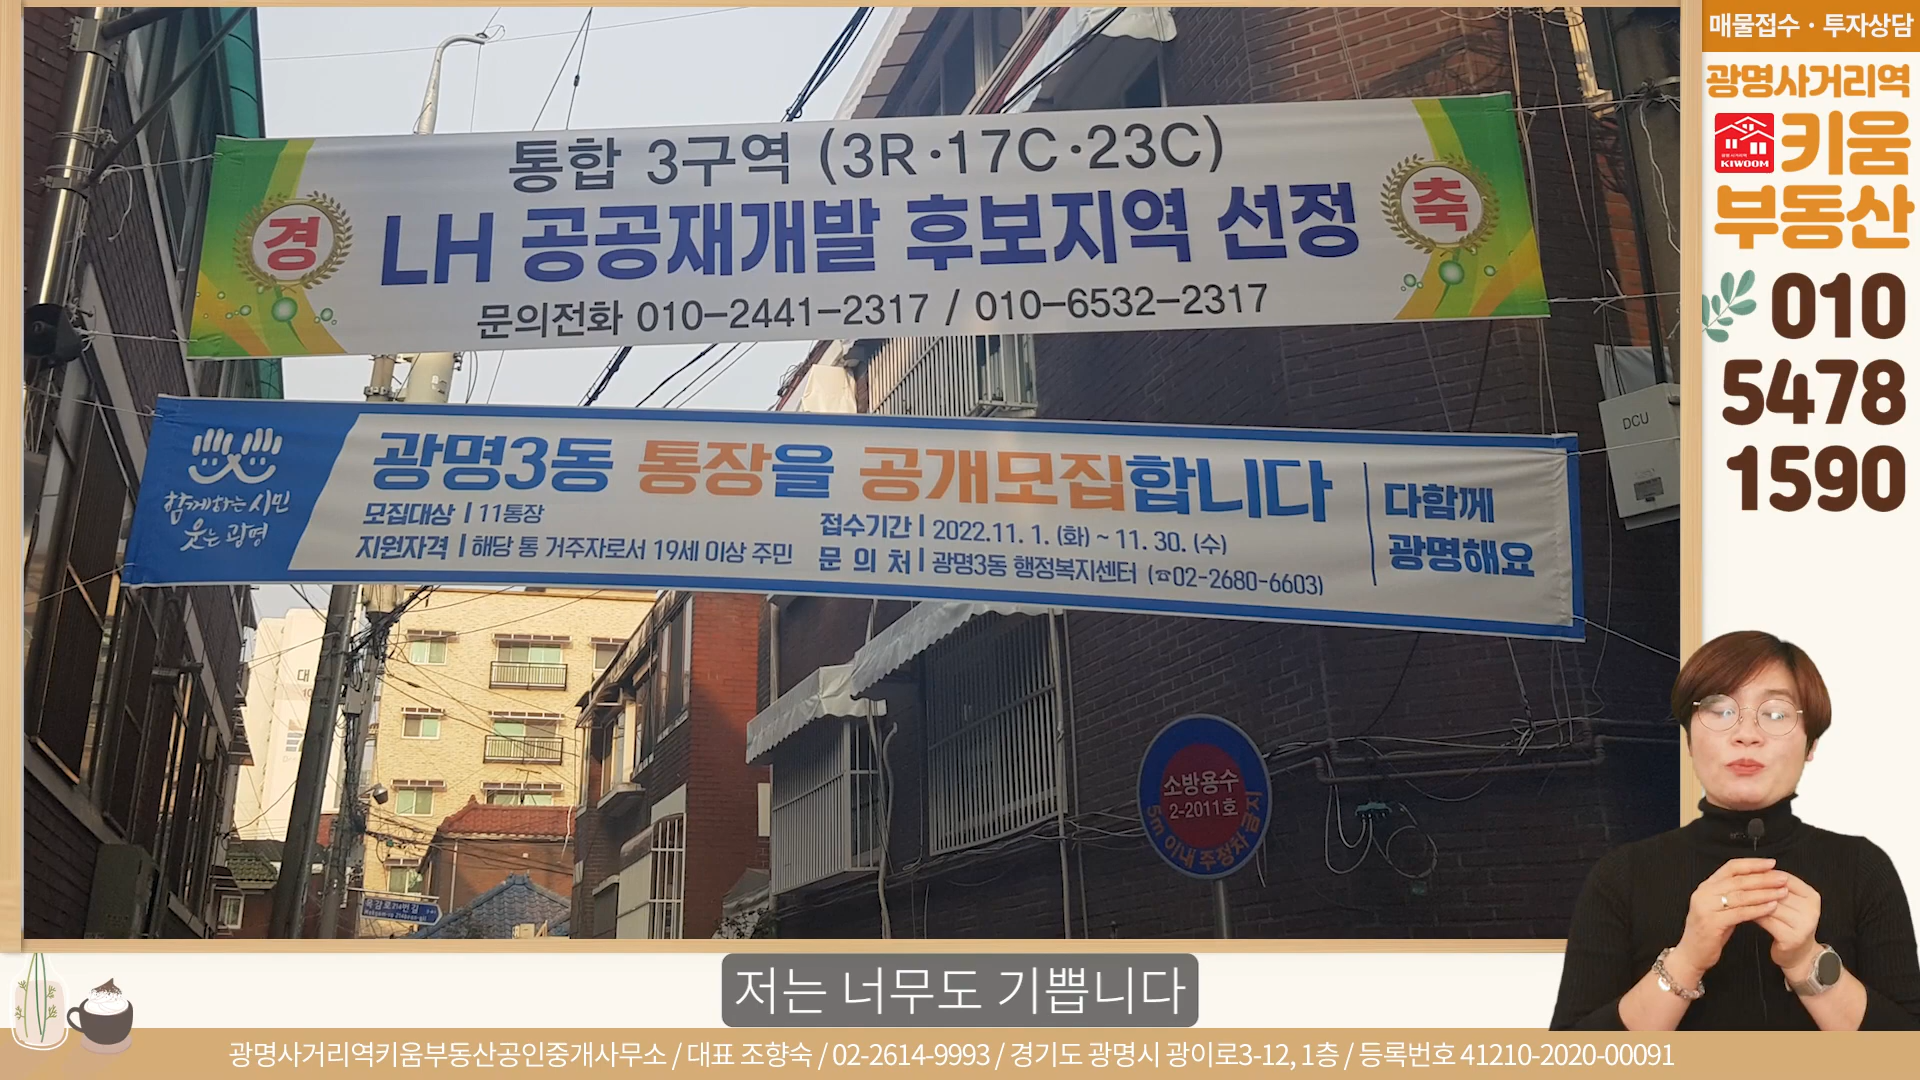 매물접수 · 투자상담
광명사거리역
KIWOOM
키움
부동산
010
5478
1590
통합 3구역 (3R·17C·23C)
경
LH 공공재개발 후보지역 선정
축
문의전화 010-2441-2317 / 010-6532-2317
함께하는 시민
웃는 광명
광명3동 통장을 공개모집합니다
모집대상 | 11통장
지원자격 | 해당 통 거주자로서 19세 이상 주민
접수기간 | 2022.11. 1. (화) ~ 11. 30. (수)
문 의 처 | 광명3동 행정복지센터 (☎02-2680-6603)
다함께
광명해요
DCU
대
소방용수
2-2011호
5m 이내 주정차 금지
저는 너무도 기쁩니다
광명사거리역키움부동산공인중개사무소 / 대표 조향숙 / 02-2614-9993 / 경기도 광명시 광이로3-12, 1층 / 등록번호 41210-2020-00091